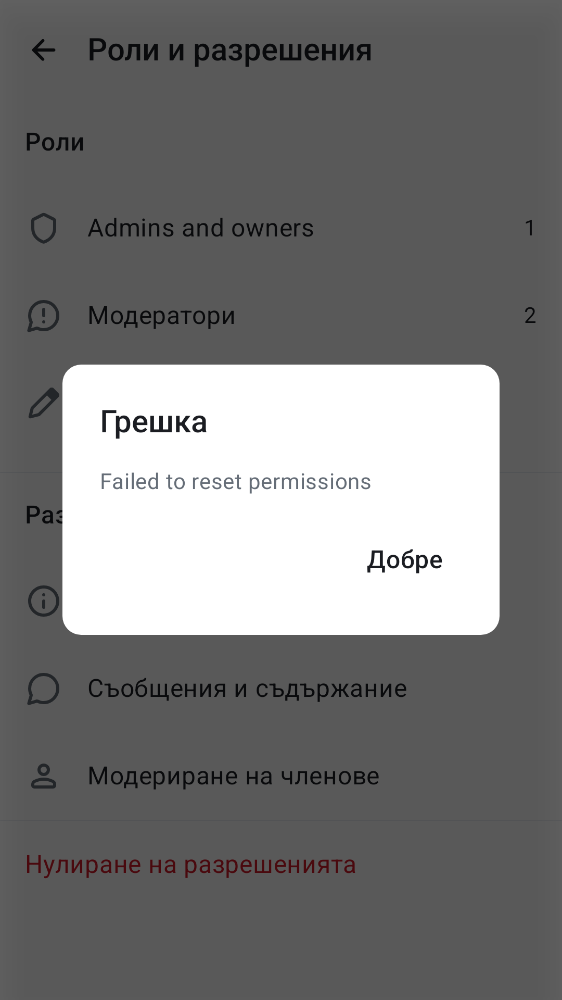 Роли и разрешения
Роли
Admins and owners 1
Модератори 2
Грешка
Failed to reset permissions
Добре
Съобщения и съдържание
Модериране на членове
Нулиране на разрешенията